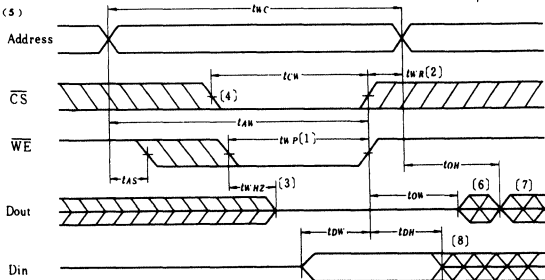 (5)
tWC
Address
tCW
tWR(2)
CS
(4)
tAW
WE
tWP(1)
tAS
tWHZ
(3)
tOH
tOW
(6)
(7)
Dout
tDW
tDH
(8)
Din